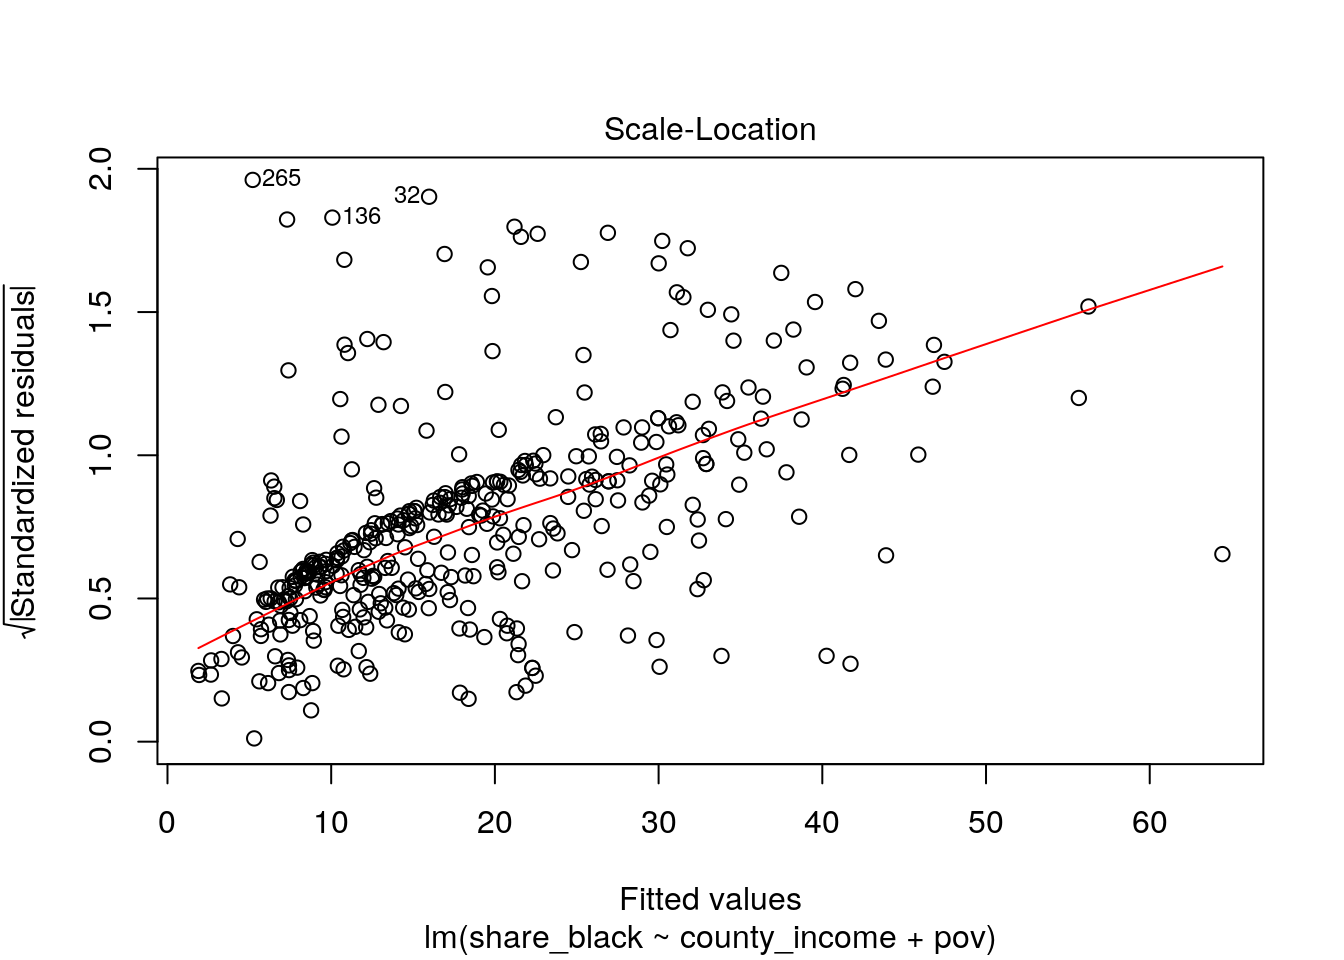 Scale-Location
√|Standardized residuals|
2.0
1.5
1.0
0.5
0.0
265
32
136
0 10 20 30 40 50 60
Fitted values
lm(share_black ~ county_income + pov)